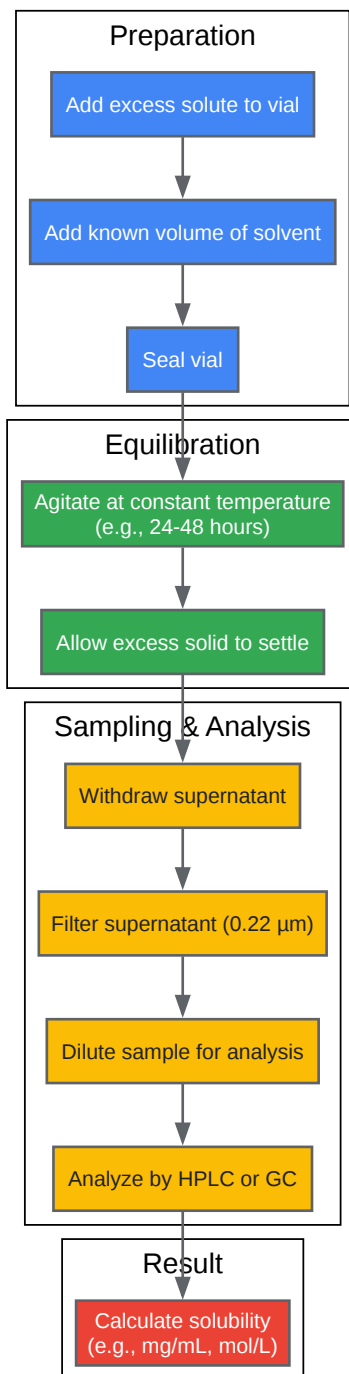 Preparation
Add excess solute to vial
Add known volume of solvent
Seal vial
Equilibration
Agitate at constant temperature
(e.g., 24-48 hours)
Allow excess solid to settle
Sampling & Analysis
Withdraw supernatant
Filter supernatant (0.22 µm)
Dilute sample for analysis
Analyze by HPLC or GC
Result
Calculate solubility
(e.g., mg/mL, mol/L)